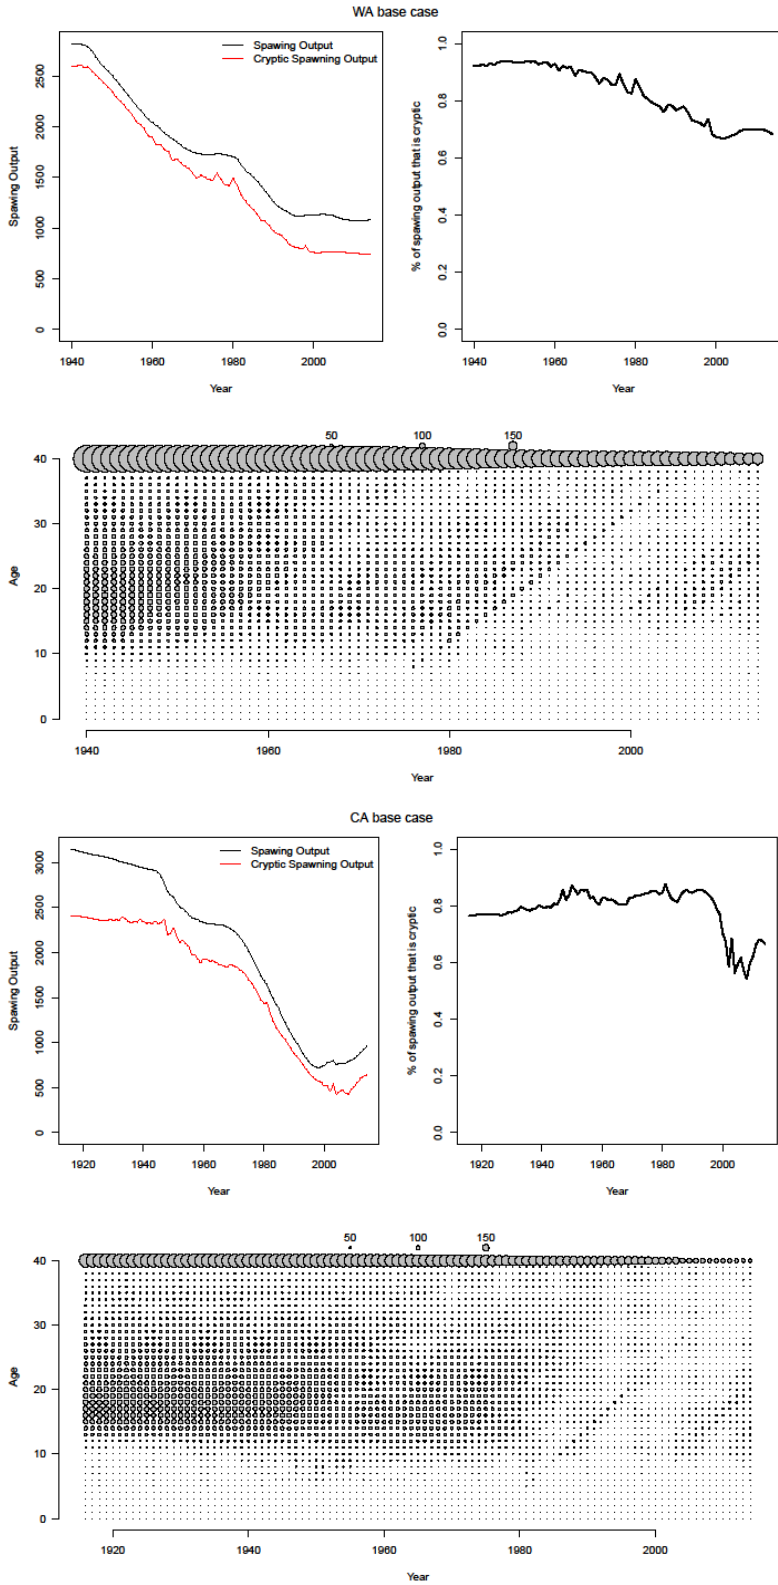 WA base case
Spawing Output
Cryptic Spawning Output
Spawing Output
0 500 1000 1500 2000 2500
1940 1960 1980 2000
Year
% of spawing output that is cryptic
0.0 0.2 0.4 0.6 0.8 1.0
1940 1960 1980 2000
Year
50 100 150
Age
0 10 20 30 40
1940 1960 1980 2000
Year
CA base case
Spawing Output
Cryptic Spawning Output
Spawing Output
0 500 1000 1500 2000 2500 3000
1920 1940 1960 1980 2000
Year
% of spawing output that is cryptic
0.0 0.2 0.4 0.6 0.8 1.0
1920 1940 1960 1980 2000
Year
50 100 150
Age
0 10 20 30 40
1920 1940 1960 1980 2000
Year